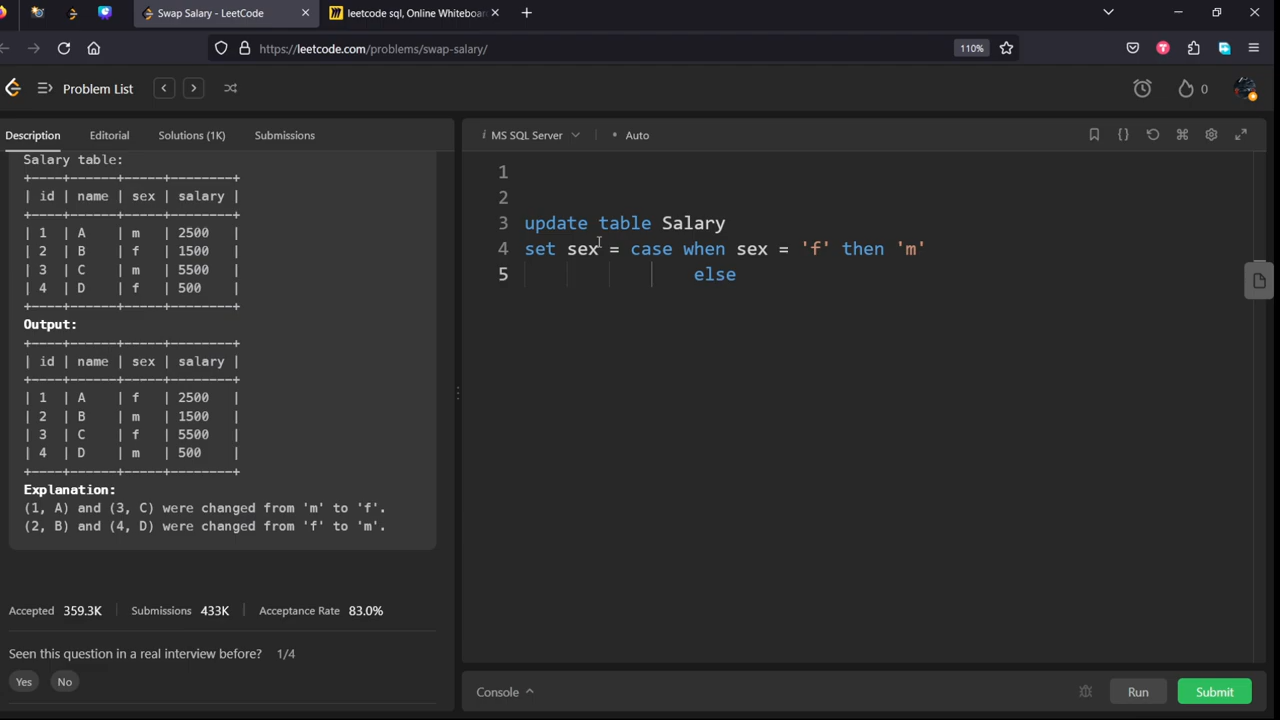 Swap Salary - LeetCode
leetcode sql, Online Whiteboard
https://leetcode.com/problems/swap-salary/
110%
Problem List
0
Description Editorial Solutions (1K) Submissions
MS SQL Server Auto
Salary table:
+----+------+-----+--------+
| id | name | sex | salary |
+----+------+-----+--------+
| 1 | A | m | 2500 |
| 2 | B | f | 1500 |
| 3 | C | m | 5500 |
| 4 | D | f | 500 |
+----+------+-----+--------+
Output:
+----+------+-----+--------+
| id | name | sex | salary |
+----+------+-----+--------+
| 1 | A | f | 2500 |
| 2 | B | m | 1500 |
| 3 | C | f | 5500 |
| 4 | D | m | 500 |
+----+------+-----+--------+
Explanation:
(1, A) and (3, C) were changed from 'm' to 'f'.
(2, B) and (4, D) were changed from 'f' to 'm'.
Accepted 359.3K Submissions 433K Acceptance Rate 83.0%
Seen this question in a real interview before? 1/4
Yes No
1
2
3 update table Salary
4 set sex = case when sex = 'f' then 'm'
5 else
Console Run Submit